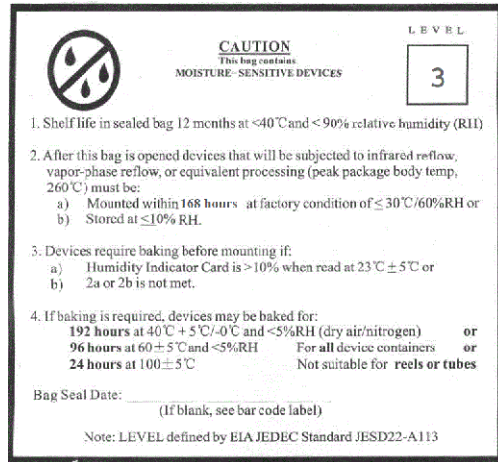 LEVEL
3
CAUTION
This bag contains
MOISTURE-SENSITIVE DEVICES
1. Shelf life in sealed bag 12 months at <40℃and < 90% relative humidity (RH)
2. After this bag is opened devices that will be subjected to infrared reflow,
vapor-phase reflow, or equivalent processing (peak package body temp,
260℃) must be:
a) Mounted within 168 hours at factory condition of ≤ 30℃/60%RH or
b) Stored at ≤10% RH.
3. Devices require baking before mounting if:
a) Humidity Indicator Card is >10% when read at 23℃±5℃ or
b) 2a or 2b is not met.
4. If baking is required, devices may be baked for:
192 hours at 40℃ + 5℃/-0℃ and <5%RH (dry air/nitrogen) or
96 hours at 60±5℃and <5%RH For all device containers or
24 hours at 100±5℃ Not suitable for reels or tubes
Bag Seal Date:
(If blank, see bar code label)
Note: LEVEL defined by EIA JEDEC Standard JESD22-A113